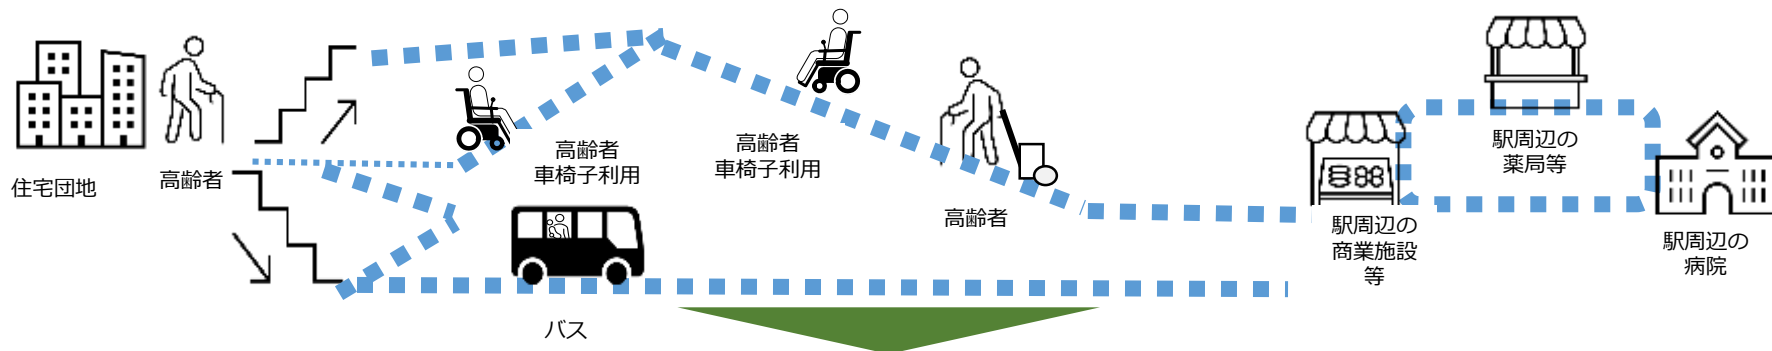 住宅団地
高齢者
高齢者
車椅子利用
高齢者
車椅子利用
高齢者
バス
駅周辺の
商業施設
等
駅周辺の
薬局等
駅周辺の
病院